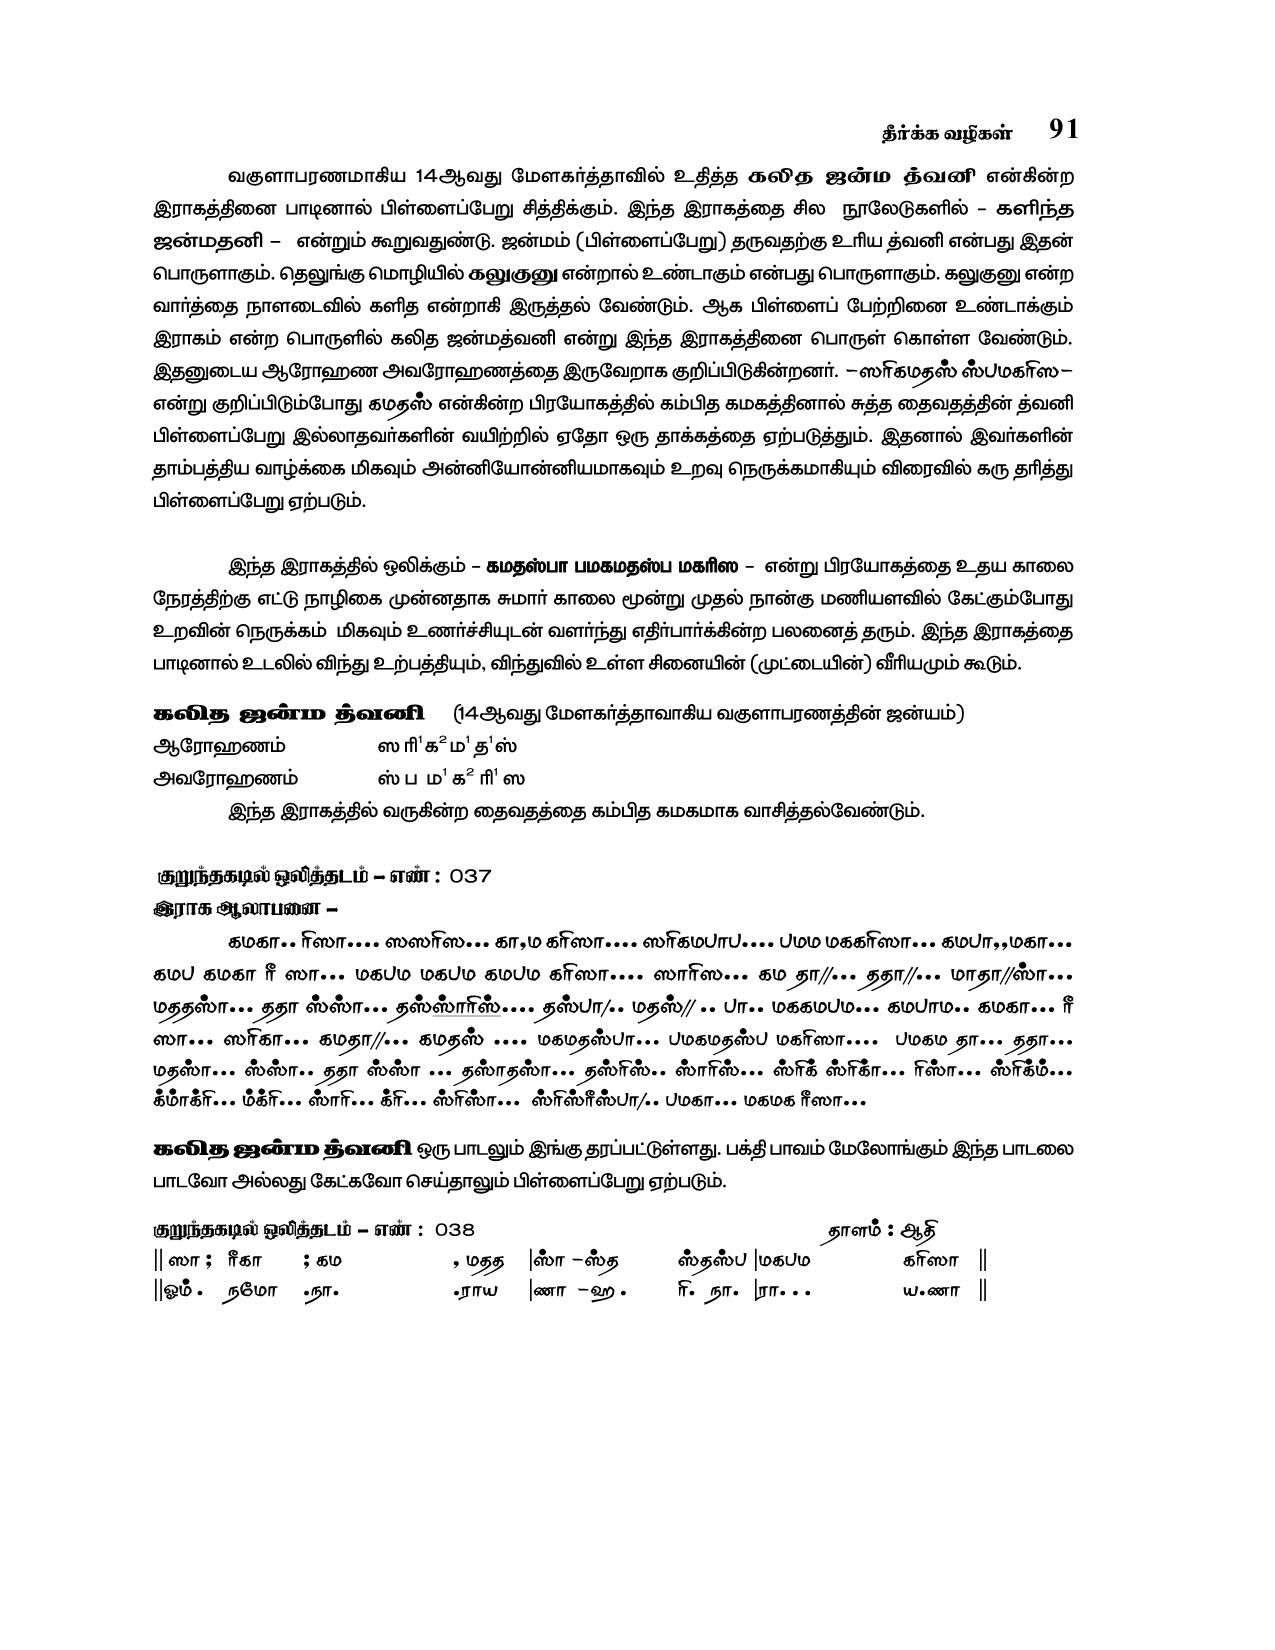 தீர்க்க வழிகள் 91
வகுளாபரணமாகிய 14ஆவது மேளகர்த்தாவில் உதித்த கலித ஜன்ம த்வனி என்கின்ற
இராகத்தினை பாடினால் பிள்ளைப்பேறு சித்திக்கும். இந்த இராகத்தை சில நூலேடுகளில் – களிந்த
ஜன்மதனி – என்றும் கூறுவதுண்டு. ஜன்மம் (பிள்ளைப்பேறு) தருவதற்கு உரிய த்வனி என்பது இதன்
பொருளாகும். தெலுங்கு மொழியில் கலுகுனு என்றால் உண்டாகும் என்பது பொருளாகும். கலுகுனு என்ற
வார்த்தை நாளடைவில் களித என்றாகி இருத்தல் வேண்டும். ஆக பிள்ளைப் பேற்றினை உண்டாக்கும்
இராகம் என்ற பொருளில் கலித ஜன்மத்வனி என்று இந்த இராகத்தினை பொருள் கொள்ள வேண்டும்.
இதனுடைய ஆரோஹண அவரோஹணத்தை இருவேறாக குறிப்பிடுகின்றனர். –ஸரிகமதஸ் ஸ்பமகரிஸ–
என்று குறிப்பிடும்போது கமதஸ் என்கின்ற பிரயோகத்தில் கம்பித கமகத்தினால் சுத்த தைவதத்தின் த்வனி
பிள்ளைப்பேறு இல்லாதவர்களின் வயிற்றில் ஏதோ ஒரு தாக்கத்தை ஏற்படுத்தும். இதனால் இவர்களின்
தாம்பத்திய வாழ்க்கை மிகவும் அன்னியோன்னியமாகவும் உறவு நெருக்கமாகியும் விரைவில் கரு தரித்து
பிள்ளைப்பேறு ஏற்படும்.
இந்த இராகத்தில் ஒலிக்கும் – கமதஸ்பா பமகமதஸ்ப மகரிஸ – என்று பிரயோகத்தை உதய காலை
நேரத்திற்கு எட்டு நாழிகை முன்னதாக சுமார் காலை மூன்று முதல் நான்கு மணியளவில் கேட்கும்போது
உறவின் நெருக்கம் மிகவும் உணர்ச்சியுடன் வளர்ந்து எதிர்பார்க்கின்ற பலனைத் தரும். இந்த இராகத்தை
பாடினால் உடலில் விந்து உற்பத்தியும், விந்துவில் உள்ள சினையின் (முட்டையின்) வீரியமும் கூடும்.
கலித ஜன்ம த்வனி (14ஆவது மேளகர்த்தாவாகிய வகுளாபரணத்தின் ஜன்யம்)
ஆரோஹணம் ஸ ரி¹ க² ம¹ த¹ ஸ்
அவரோஹணம் ஸ் ப ம¹ க² ரி¹ ஸ
இந்த இராகத்தில் வருகின்ற தைவதத்தை கம்பித கமகமாக வாசித்தல்வேண்டும்.
குறுந்தகடில் ஒலித்தடம் – எண் : 037
இராக ஆலாபனை –
கமகா.. ரிஸா.... ஸஸரிஸ... கா,ம கரிஸா.... ஸரிகமபாப.... பமம மககரிஸா... கமபா,,மகா...
கமப கமகா ரீ ஸா... மகபம மகபம கமபம கரிஸா.... ஸாரிஸ... கம தா//... ததா//... மாதா//ஸ்ா...
மததஸ்ா... ததா ஸ்ஸ்ா... தஸ்ஸ்ாரிஸ்.... தஸ்பா/.. மதஸ்// .. பா.. மககமபம... கமபாம.. கமகா... ரீ
ஸா... ஸரிகா... கமதா//... கமதஸ் .... மகமதஸ்பா... பமகமதஸ்ப மகரிஸா.... பமகம தா... ததா...
மதஸ்ா... ஸ்ஸ்ா.. ததா ஸ்ஸ்ா ... தஸ்ாதஸ்ா... தஸ்ரிஸ்.. ஸ்ாரிஸ்... ஸ்ரிக் ஸ்ரிக்ா... ரிஸ்ா... ஸ்ரிக்ம்...
க்ம்ாக்ரி... ம்க்ரி... ஸ்ாரி... க்ரி... ஸ்ரிஸ்ா... ஸ்ரிஸ்ரீஸ்பா/.. பமகா... மகமக ரீஸா...
கலித ஜன்ம த்வனி ஒரு பாடலும் இங்கு தரப்பட்டுள்ளது. பக்தி பாவம் மேலோங்கும் இந்த பாடலை
பாடவோ அல்லது கேட்கவோ செய்தாலும் பிள்ளைப்பேறு ஏற்படும்.
குறுந்தகடில் ஒலித்தடம் – எண் : 038 தாளம் : ஆதி
|| ஸா ; ரீகா ; கம , மதத |ஸ்ா –ஸ்த ஸ்தஸ்ப |மகபம கரிஸா ||
||ஓம் . நமோ .நா. .ராய |ணா –ஹ . ரி. நா. |ரா. . . ய.ணா ||